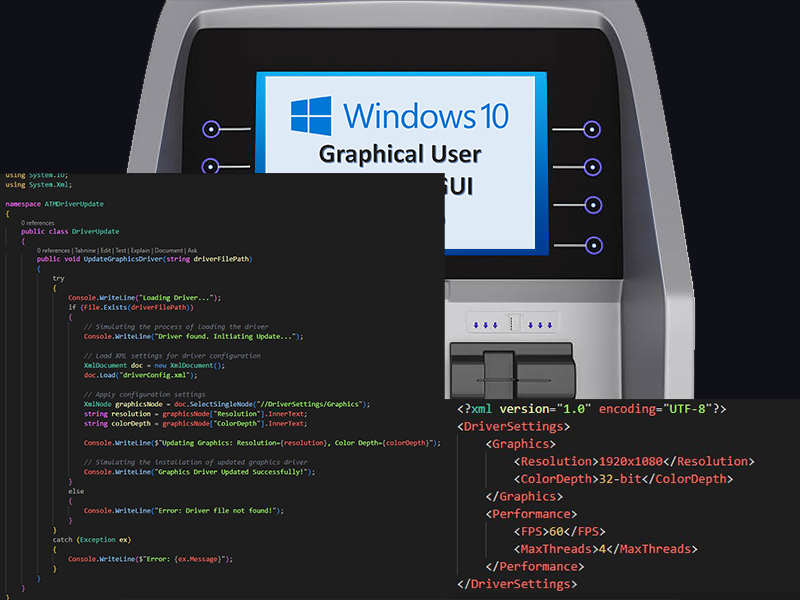 Windows 10
Graphical User
GUI
using System.IO;
using System.Xml;
namespace ATMDriverUpdate
{
0 references
public class DriverUpdate
{
0 references | Tabnine | Edit | Test | Explain | Document | Ask
public void UpdateGraphicsDriver(string driverFilePath)
{
try
{
Console.WriteLine("Loading Driver...");
if (File.Exists(driverFilePath))
{
// Simulating the process of loading the driver
Console.WriteLine("Driver found. Initiating Update...");
// Load XML settings for driver configuration
XmlDocument doc = new XmlDocument();
doc.Load("driverConfig.xml");
// Apply configuration settings
XmlNode graphicsNode = doc.SelectSingleNode("//DriverSettings/Graphics");
string resolution = graphicsNode["Resolution"].InnerText;
string colorDepth = graphicsNode["ColorDepth"].InnerText;
Console.WriteLine($"Updating Graphics: Resolution={resolution}, Color Depth={colorDepth}");
// Simulating the installation of updated graphics driver
Console.WriteLine("Graphics Driver Updated Successfully!");
}
else
{
Console.WriteLine("Error: Driver file not found!");
}
}
catch (Exception ex)
{
Console.WriteLine($"Error: {ex.Message}");
}
}
}
}
<?xml version="1.0" encoding="UTF-8"?>
<DriverSettings>
<Graphics>
<Resolution>1920x1080</Resolution>
<ColorDepth>32-bit</ColorDepth>
</Graphics>
<Performance>
<FPS>60</FPS>
<MaxThreads>4</MaxThreads>
</Performance>
</DriverSettings>